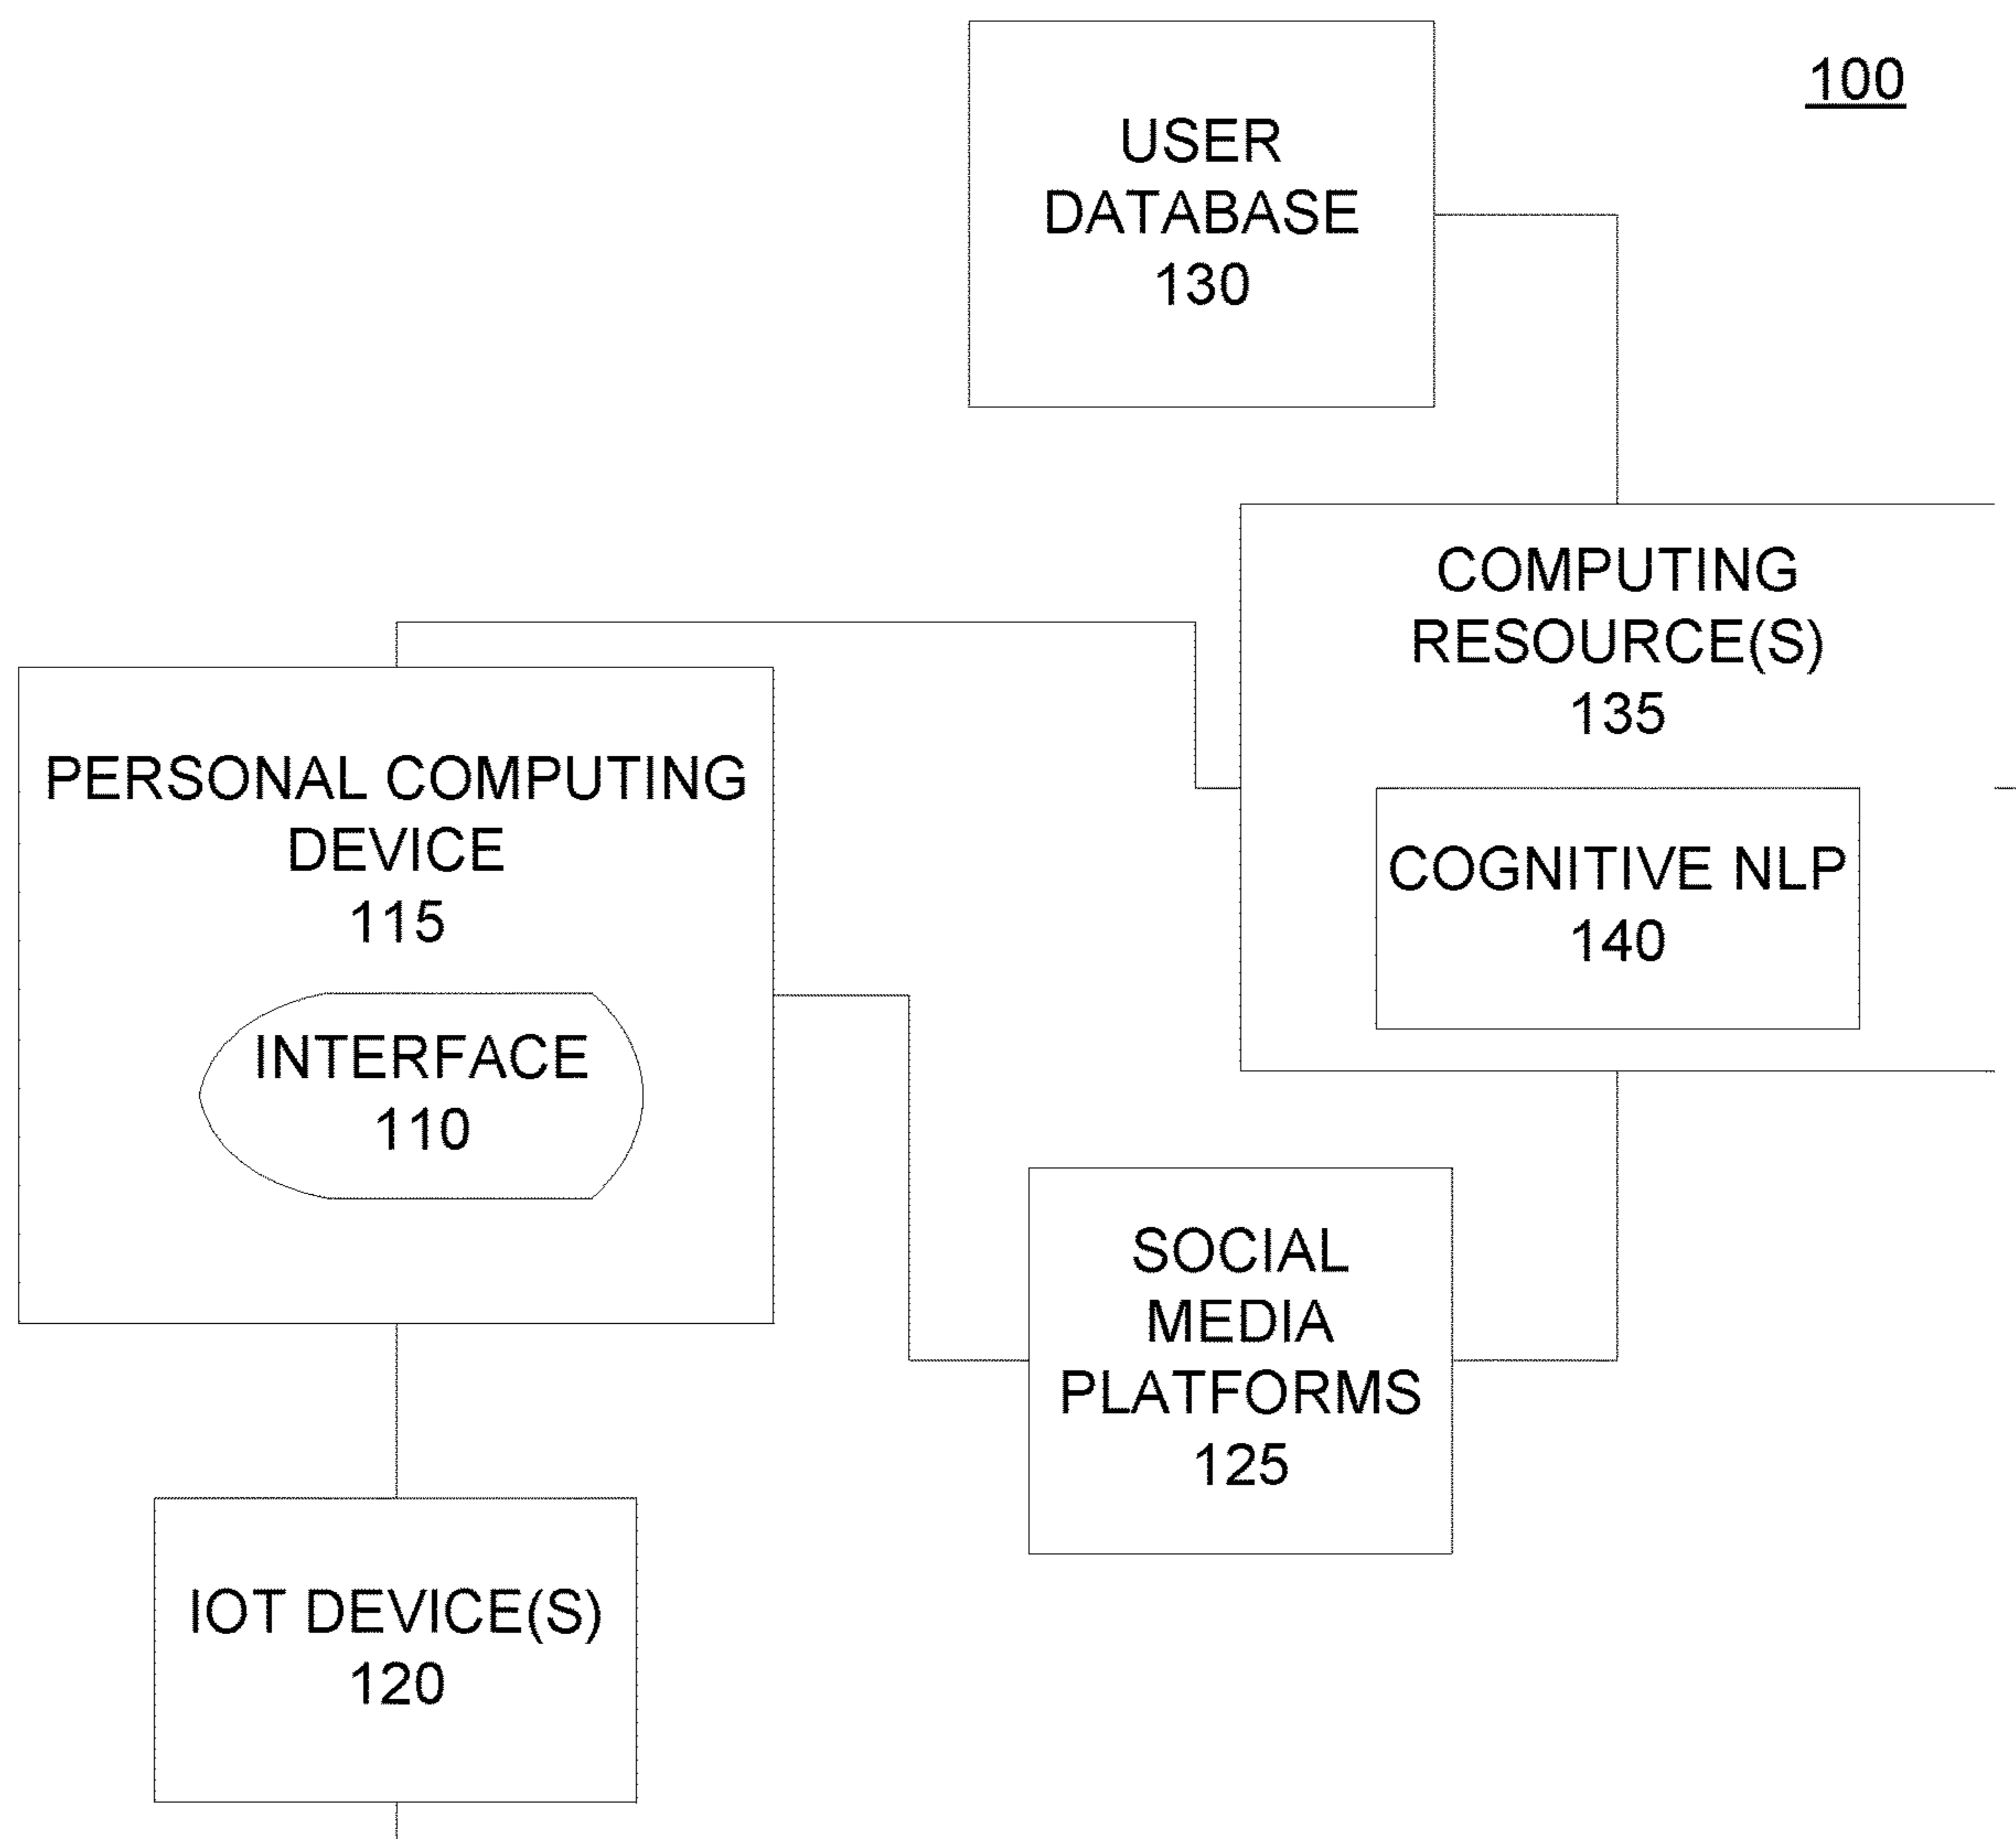 100
USER
DATABASE
130
COMPUTING
RESOURCE(S)
135
PERSONAL COMPUTING
DEVICE
115
COGNITIVE NLP
140
INTERFACE
110
SOCIAL
MEDIA
PLATFORMS
125
IOT DEVICE(S)
120